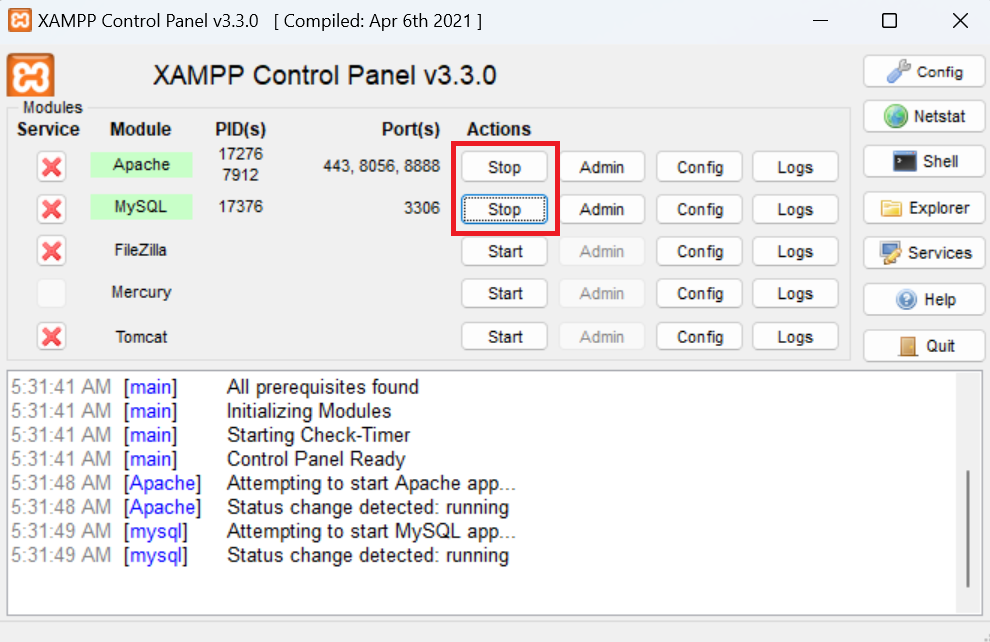 XAMPP Control Panel v3.3.0 [ Compiled: Apr 6th 2021 ]
XAMPP Control Panel v3.3.0
Config
Modules
Service Module PID(s) Port(s) Actions
Netstat
Apache 17276 7912 443, 8056, 8888 Stop Admin Config Logs
Shell
MySQL 17376 3306 Stop Admin Config Logs
Explorer
FileZilla Start Admin Config Logs
Services
Mercury Start Admin Config Logs
Help
Tomcat Start Admin Config Logs
Quit
5:31:41 AM [main] All prerequisites found
5:31:41 AM [main] Initializing Modules
5:31:41 AM [main] Starting Check-Timer
5:31:41 AM [main] Control Panel Ready
5:31:48 AM [Apache] Attempting to start Apache app...
5:31:48 AM [Apache] Status change detected: running
5:31:49 AM [mysql] Attempting to start MySQL app...
5:31:49 AM [mysql] Status change detected: running